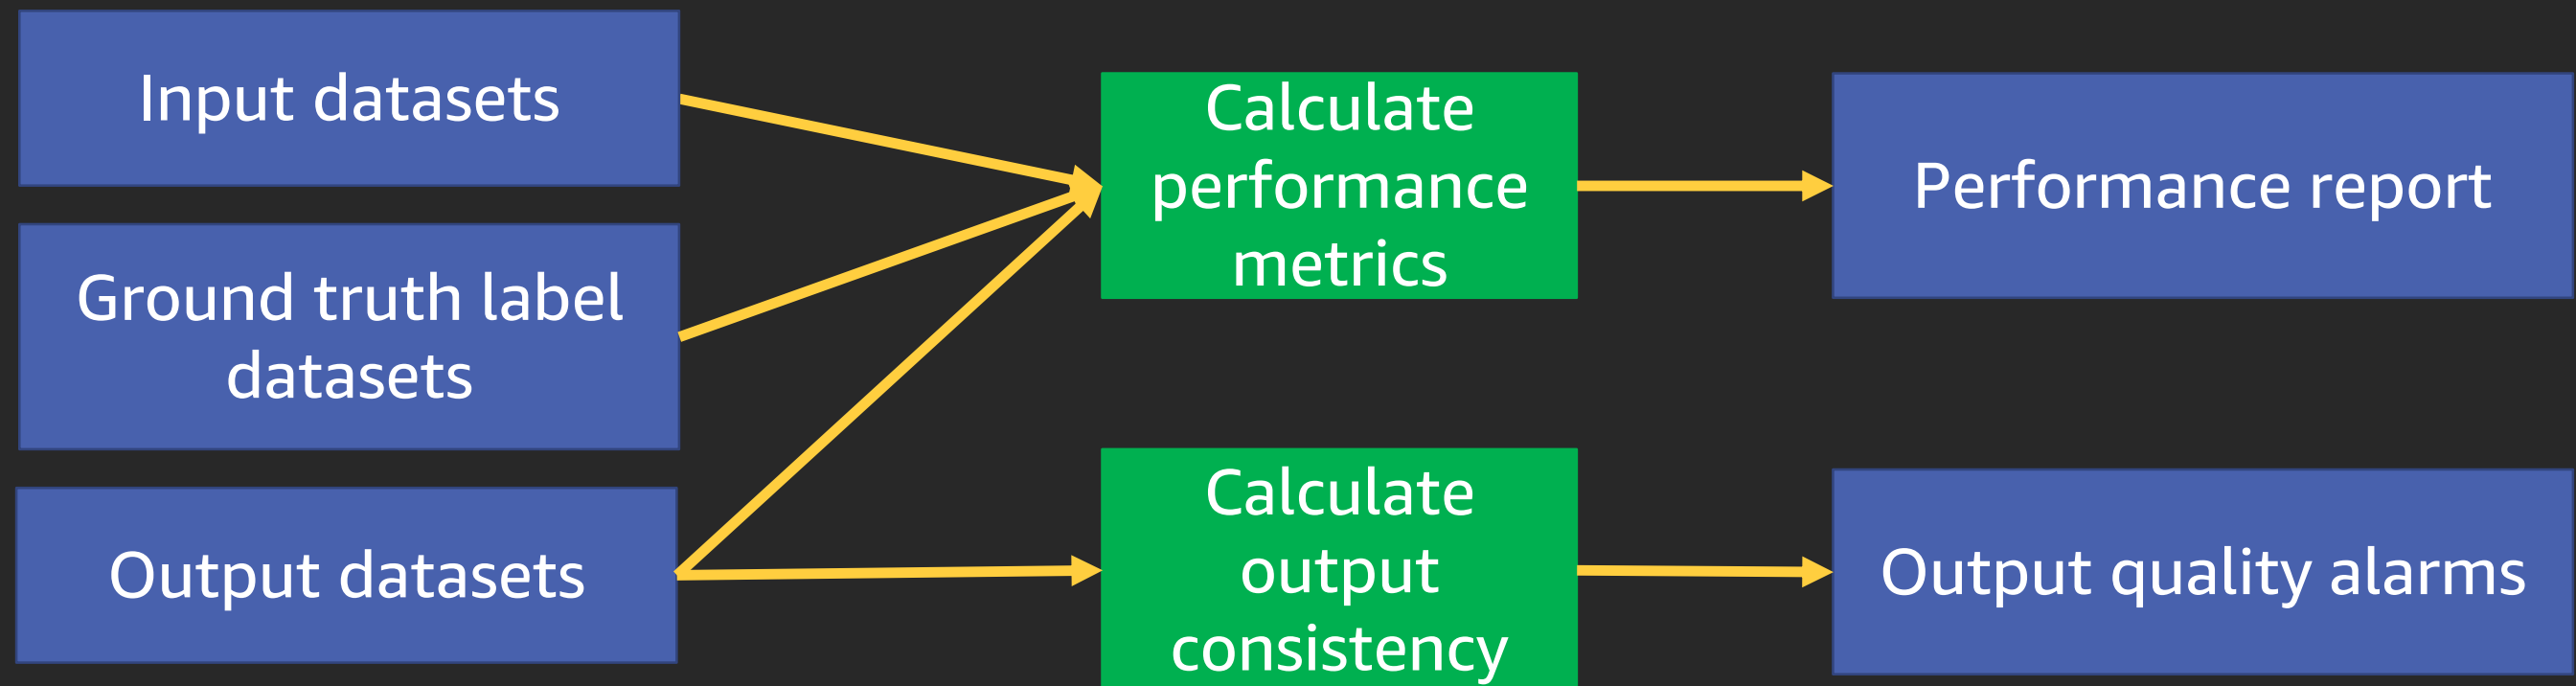 Input datasets
Ground truth label
datasets
Output datasets
Calculate
performance
metrics
Calculate
output
consistency
Performance report
Output quality alarms